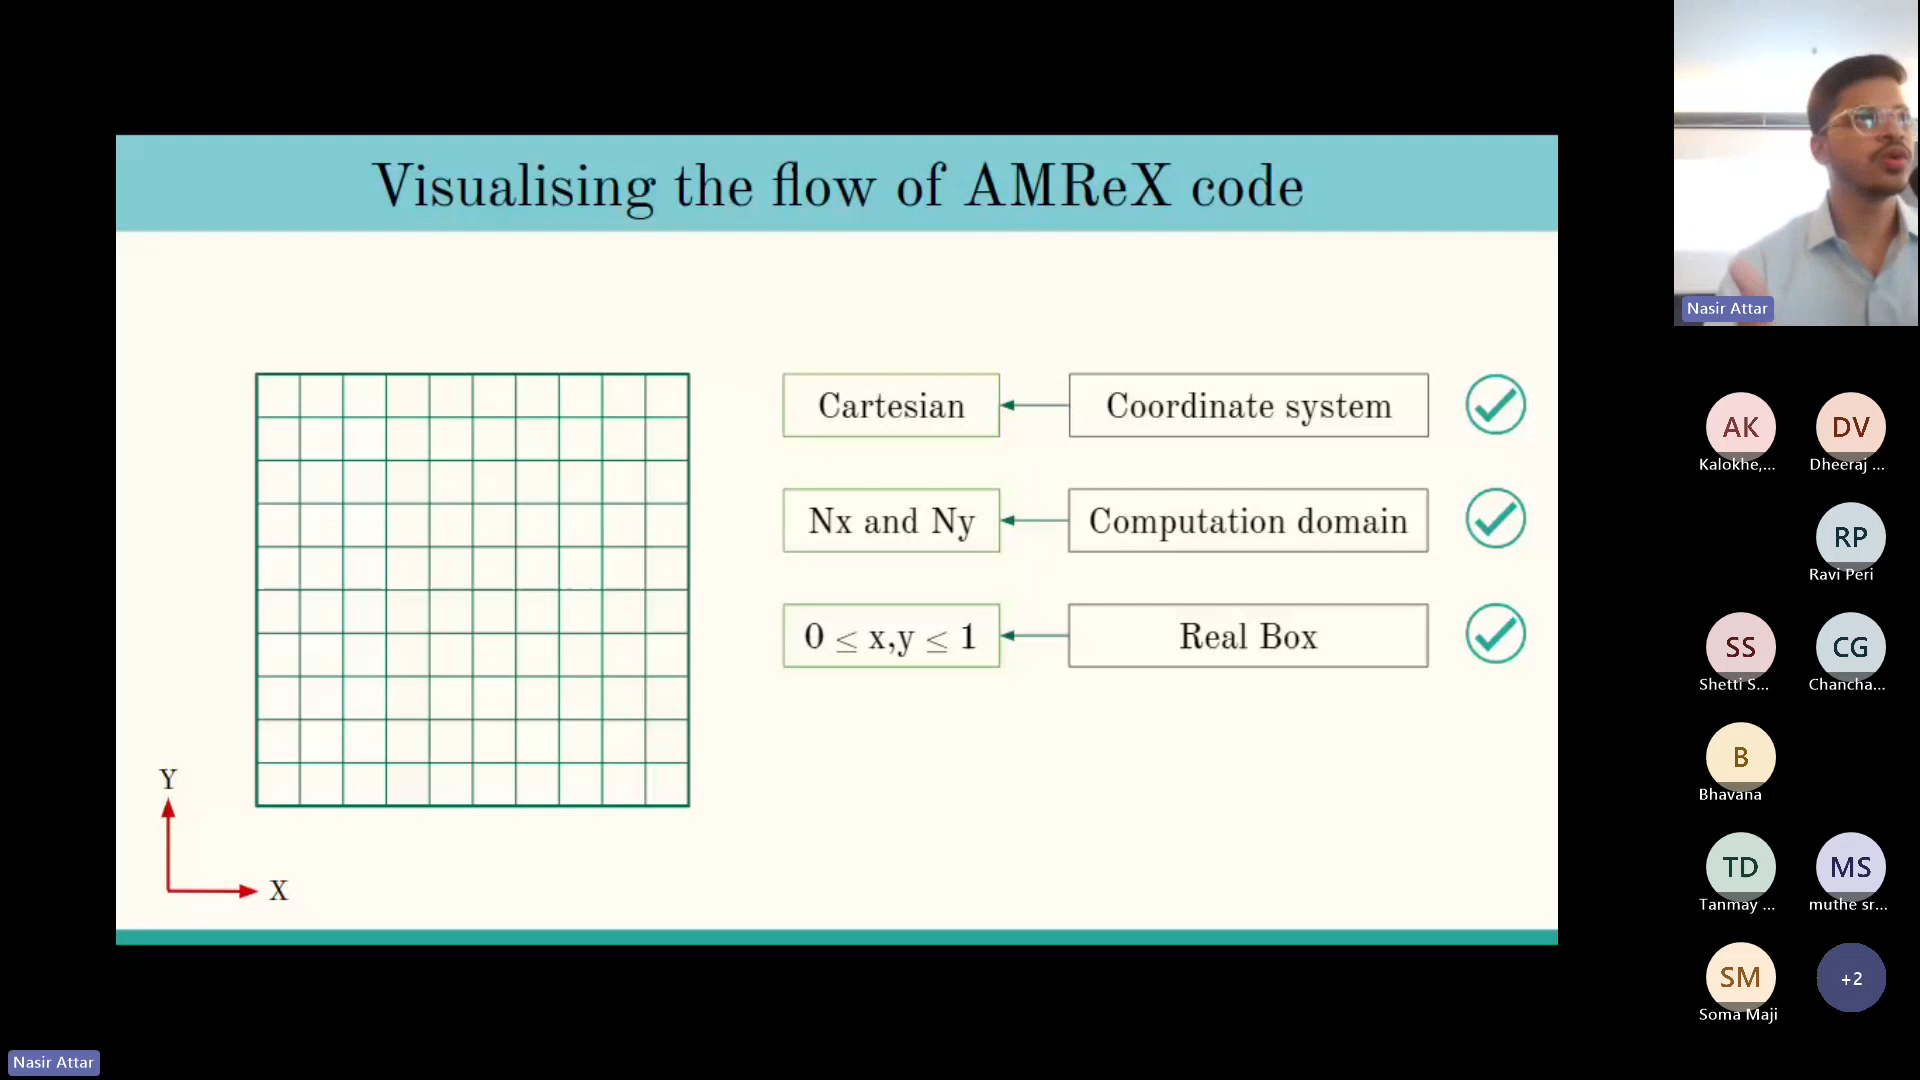 Visualising the flow of AMReX code
Cartesian
Coordinate system
Nx and Ny
Computation domain
0 ≤ x,y ≤ 1
Real Box
Y
X
Nasir Attar
AK
Kalokhe,...
DV
Dheeraj ...
RP
Ravi Peri
SS
Shetti S...
CG
Chancha...
B
Bhavana
TD
Tanmay ...
MS
muthe sr...
SM
Soma Maji
+2
Nasir Attar